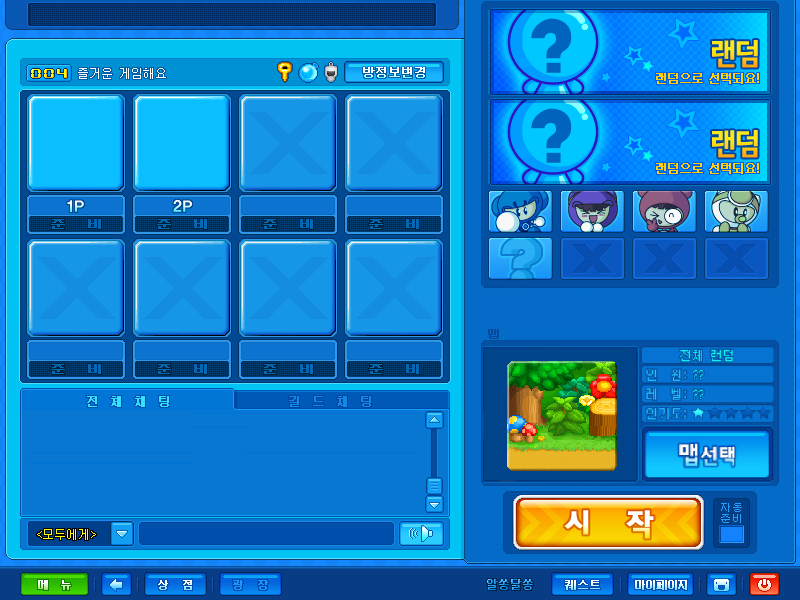 004 즐거운 게임해요
방정보변경
랜덤
랜덤으로 선택돼요!
랜덤
랜덤으로 선택돼요!
1P 2P
준 비 준 비 준 비 준 비
준 비 준 비 준 비 준 비
맵
전체 랜덤
인 원: ??
레 벨: ??
인기도:
맵선택
전 체 채 팅
길 드 채 팅
<모두에게>
시 작
자동
준비
메 뉴
상 점
광 장
알쏭달쏭
퀘스트
마이페이지